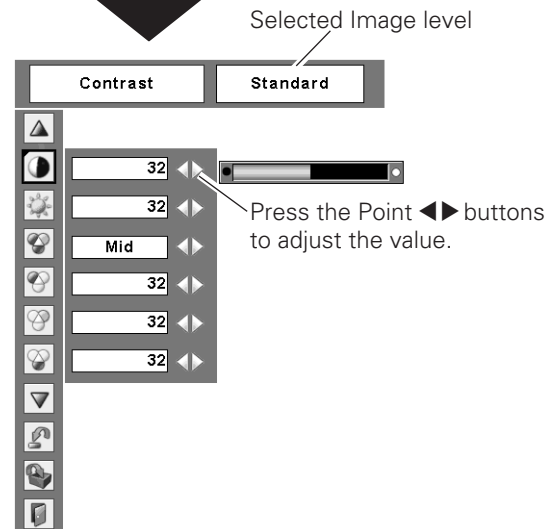 Selected Image level
Contrast
Standard
32
32
Press the Point ◀▶ buttons
to adjust the value.
Mid
32
32
32